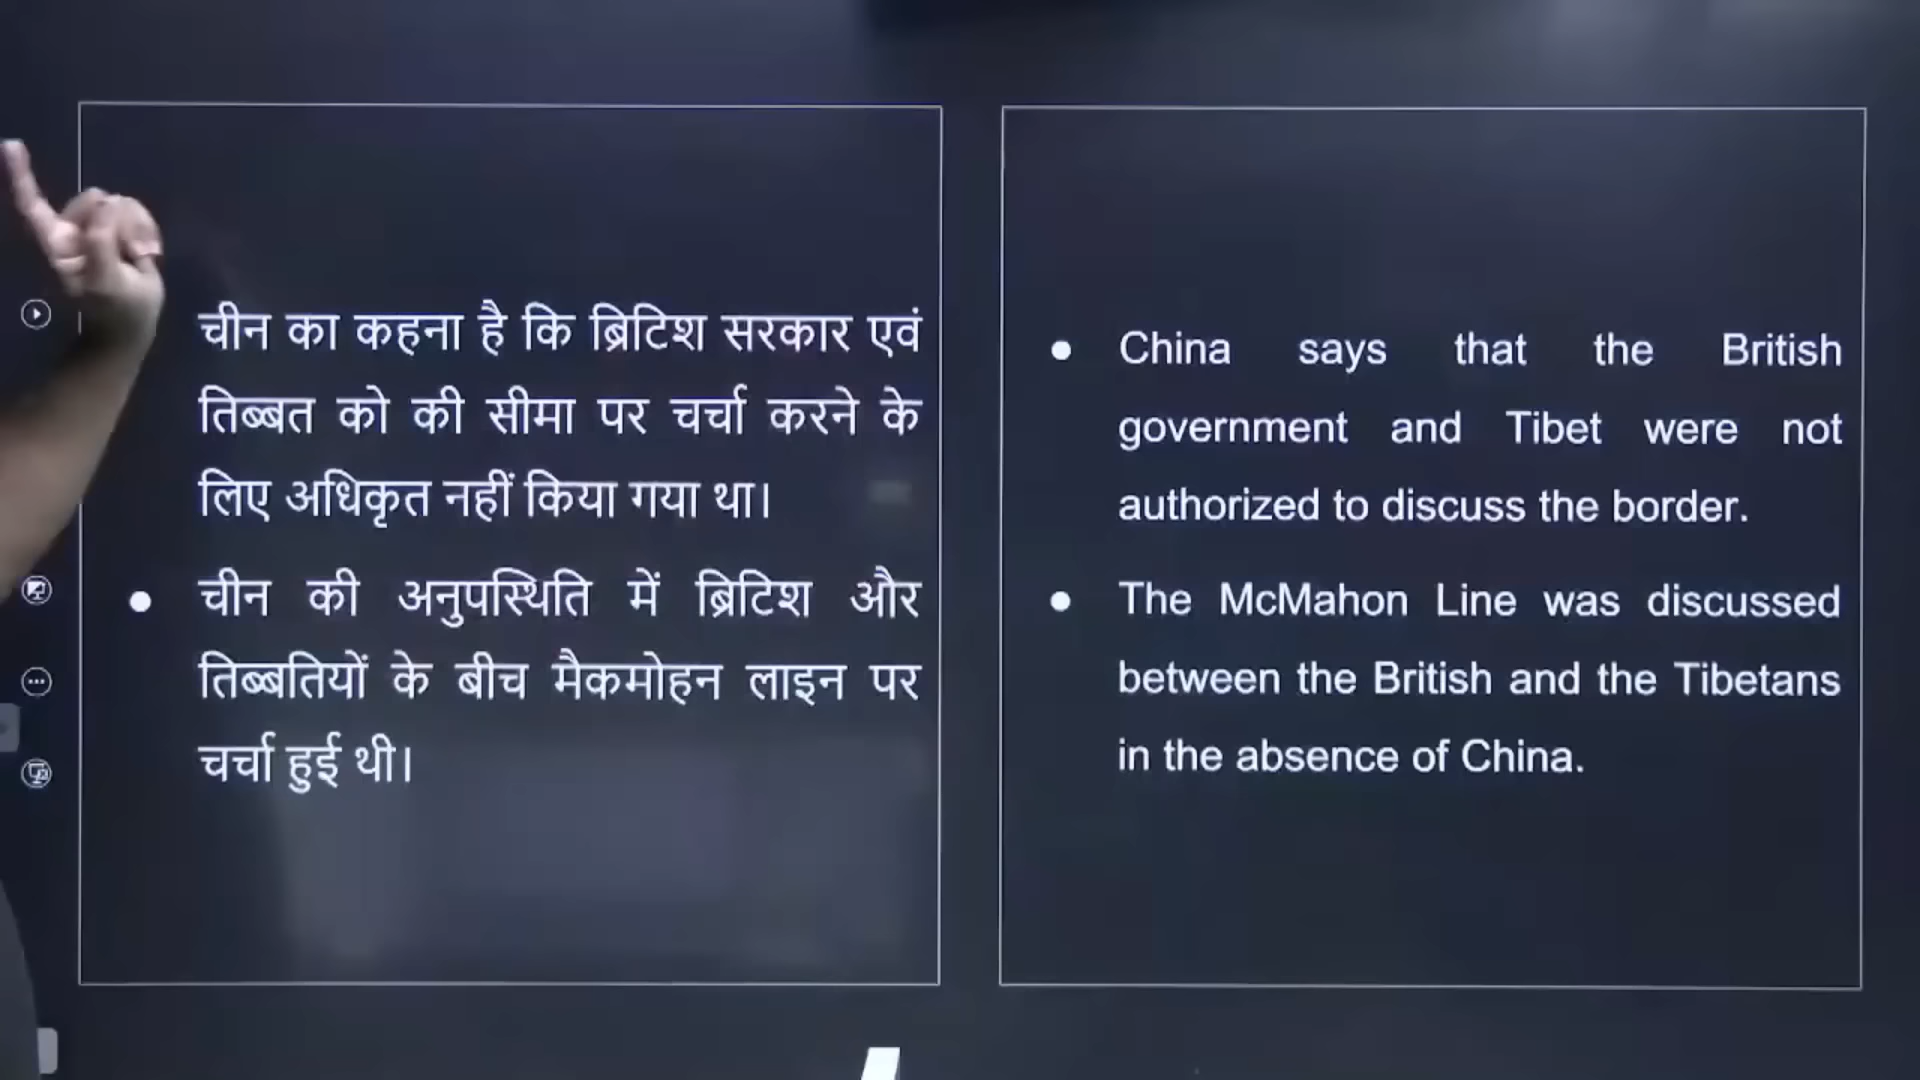 चीन का कहना है कि ब्रिटिश सरकार एवं
तिब्बत को की सीमा पर चर्चा करने के
लिए अधिकृत नहीं किया गया था।
● चीन की अनुपस्थिति में ब्रिटिश और
तिब्बतियों के बीच मैकमोहन लाइन पर
चर्चा हुई थी।
● China says that the British
government and Tibet were not
authorized to discuss the border.
● The McMahon Line was discussed
between the British and the Tibetans
in the absence of China.